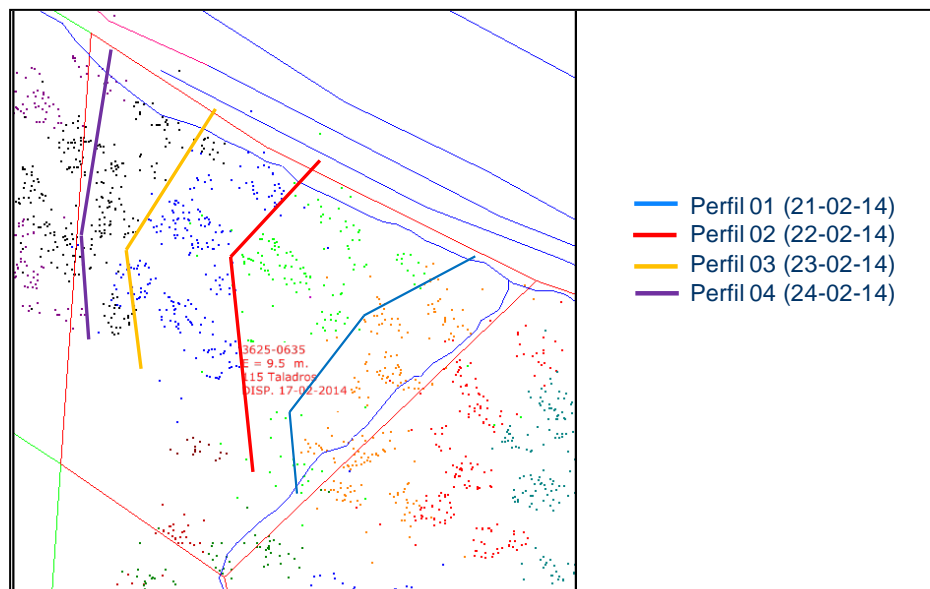 3625-0635
E = 9.5 m.
115 Taladros
DISP. 17-02-2014
Perfil 01 (21-02-14)
Perfil 02 (22-02-14)
Perfil 03 (23-02-14)
Perfil 04 (24-02-14)